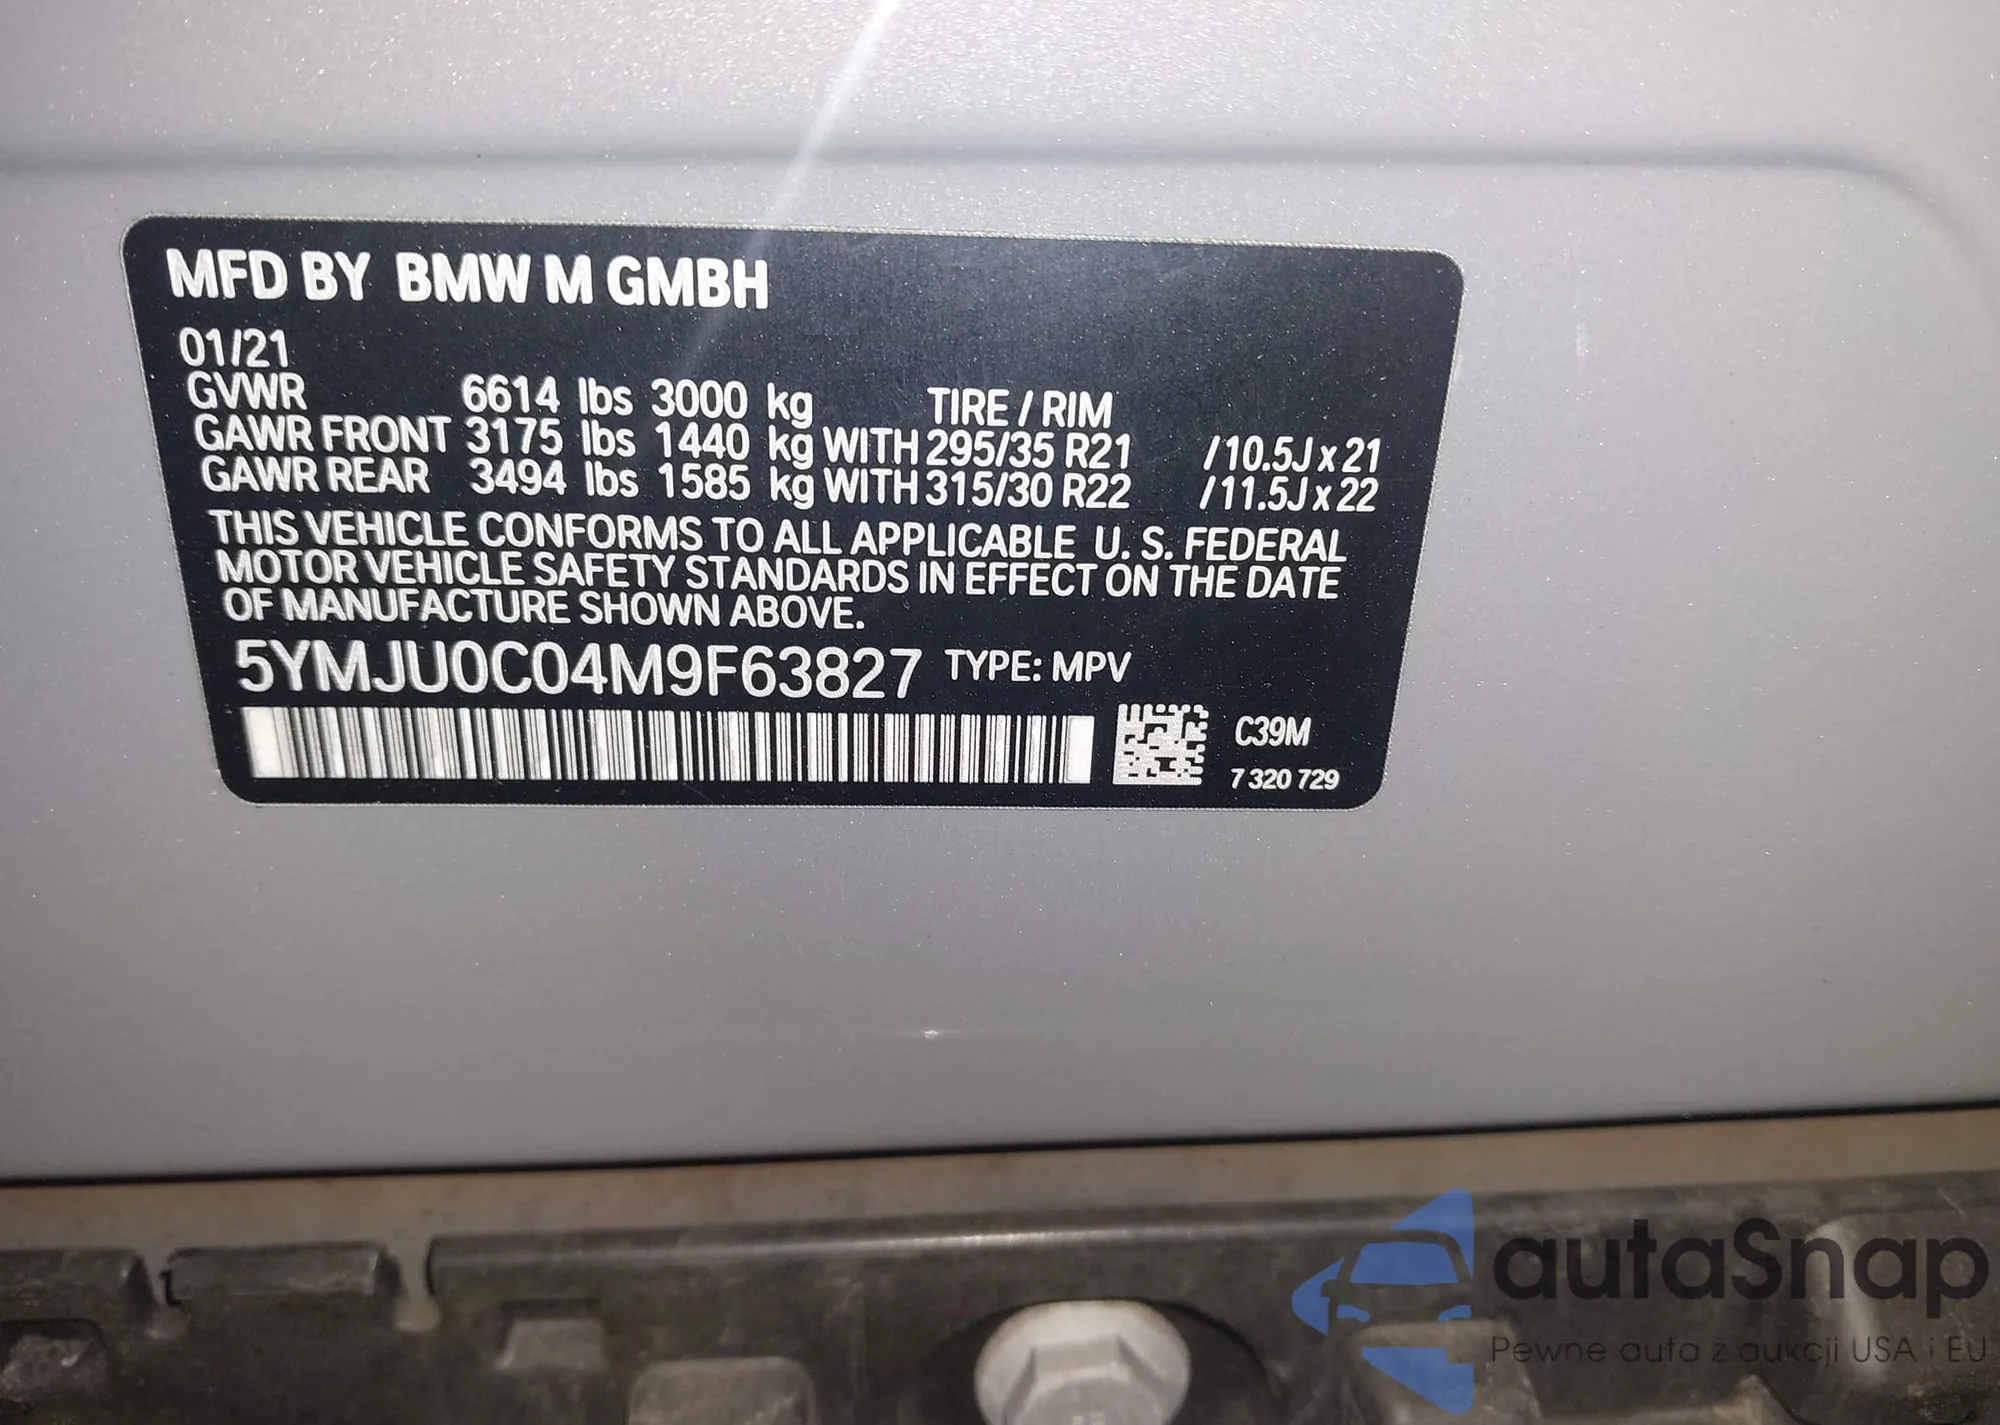 MFD BY BMW M GMBH
01/21
GVWR 6614 lbs 3000 kg TIRE / RIM
GAWR FRONT 3175 lbs 1440 kg WITH 295/35 R21 /10.5J x 21
GAWR REAR 3494 lbs 1585 kg WITH 315/30 R22 /11.5J x 22
THIS VEHICLE CONFORMS TO ALL APPLICABLE U. S. FEDERAL
MOTOR VEHICLE SAFETY STANDARDS IN EFFECT ON THE DATE
OF MANUFACTURE SHOWN ABOVE.
5YMJU0C04M9F63827 TYPE: MPV
C39M
7 320 729
autaSnap
Pewne auta z aukcji USA i EU